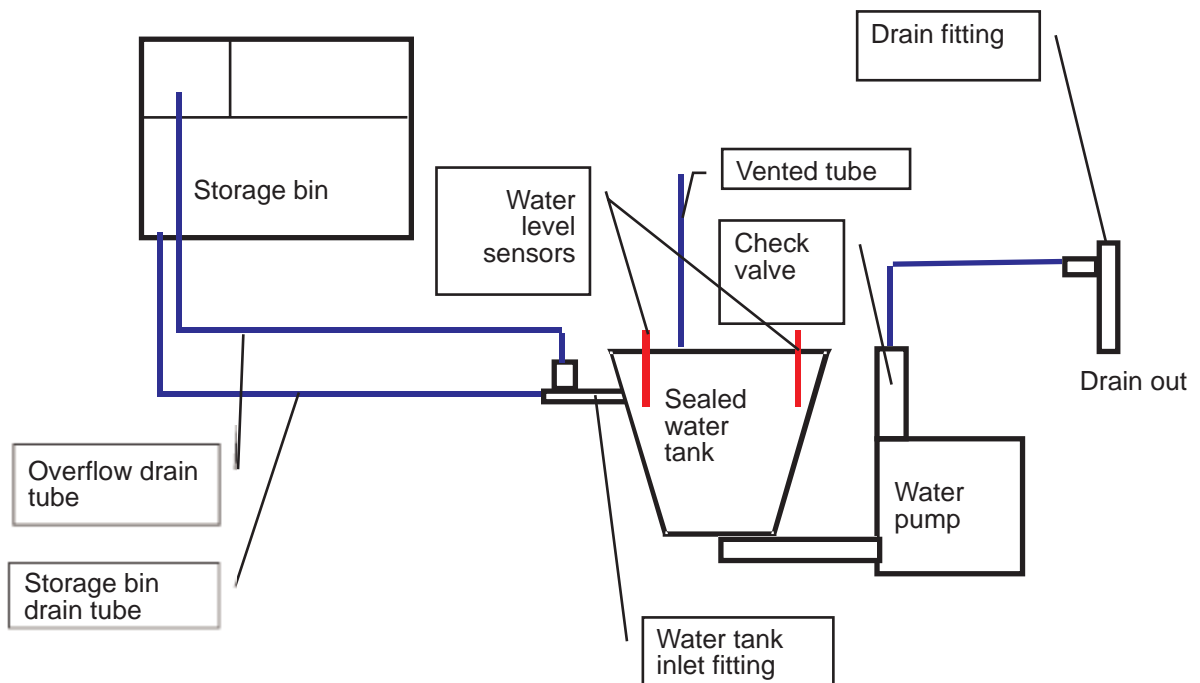 Drain fitting
Storage bin
Water
level
sensors
Vented tube
Check
valve
Drain out
Sealed
water
tank
Overflow drain
tube
Water
pump
Storage bin
drain tube
Water tank
inlet fitting